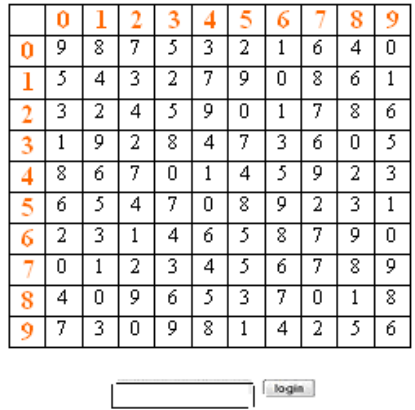 0 1 2 3 4 5 6 7 8 9
0 9 8 7 5 3 2 1 6 4 0
1 5 4 3 2 7 9 0 8 6 1
2 3 2 4 5 9 0 1 7 8 6
3 1 9 2 8 4 7 3 6 0 5
4 8 6 7 0 1 4 5 9 2 3
5 6 5 4 7 0 8 9 2 3 1
6 2 3 1 4 6 5 8 7 9 0
7 0 1 2 3 4 5 6 7 8 9
8 4 0 9 6 5 3 7 0 1 8
9 7 3 0 9 8 1 4 2 5 6
login